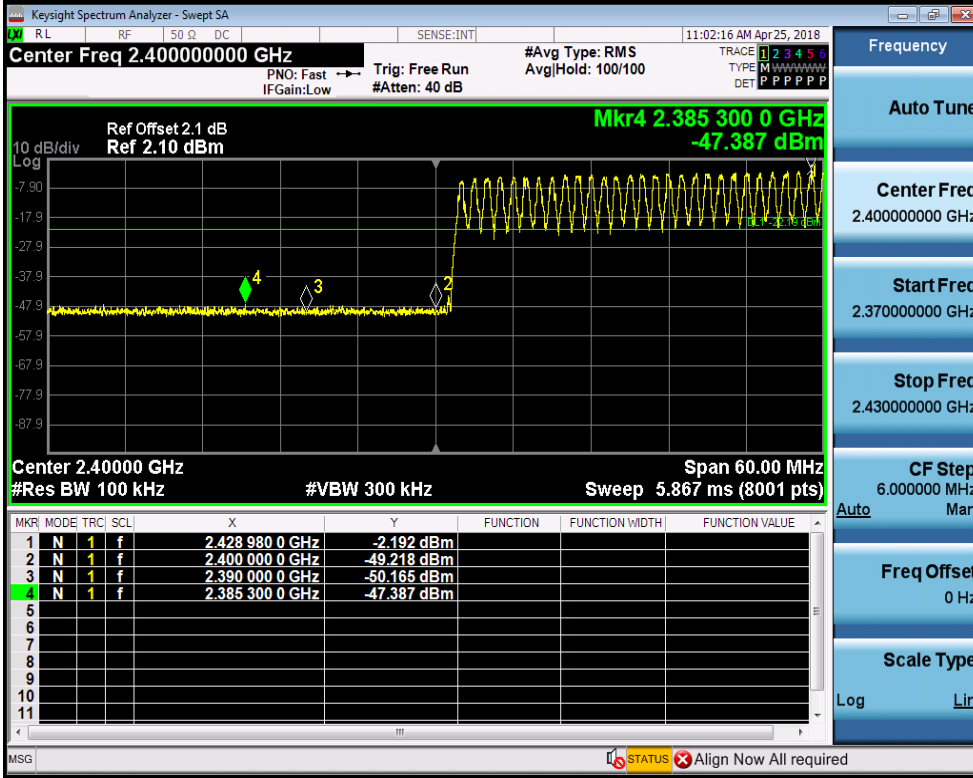 Keysight Spectrum Analyzer - Swept SA
LXI RL RF 50 Ω DC SENSE:INT 11:02:16 AM Apr 25, 2018
Center Freq 2.400000000 GHz
PNO: Fast
IFGain:Low
Trig: Free Run
#Atten: 40 dB
#Avg Type: RMS
Avg|Hold: 100/100
TRACE 1 2 3 4 5 6
TYPE M W W W W W
DET P P P P P P
Mkr4 2.385 300 0 GHz
-47.387 dBm
Ref Offset 2.1 dB
10 dB/div Ref 2.10 dBm
Log
-7.90
-17.9
-27.9
-37.9
-47.9
-57.9
-67.9
-77.9
-87.9
DL1 -22.19 dBm
4
3
2
Center 2.40000 GHz Span 60.00 MHz
#Res BW 100 kHz #VBW 300 kHz Sweep 5.867 ms (8001 pts)
MKR MODE TRC SCL X Y FUNCTION FUNCTION WIDTH FUNCTION VALUE
1 N 1 f 2.428 980 0 GHz -2.192 dBm
2 N 1 f 2.400 000 0 GHz -49.218 dBm
3 N 1 f 2.390 000 0 GHz -50.165 dBm
4 N 1 f 2.385 300 0 GHz -47.387 dBm
5
6
7
8
9
10
11
MSG STATUS Align Now All required
Frequency
Auto Tune
Center Freq
2.400000000 GHz
Start Freq
2.370000000 GHz
Stop Freq
2.430000000 GHz
CF Step
6.000000 MHz
Auto Man
Freq Offset
0 Hz
Scale Type
Log Lin